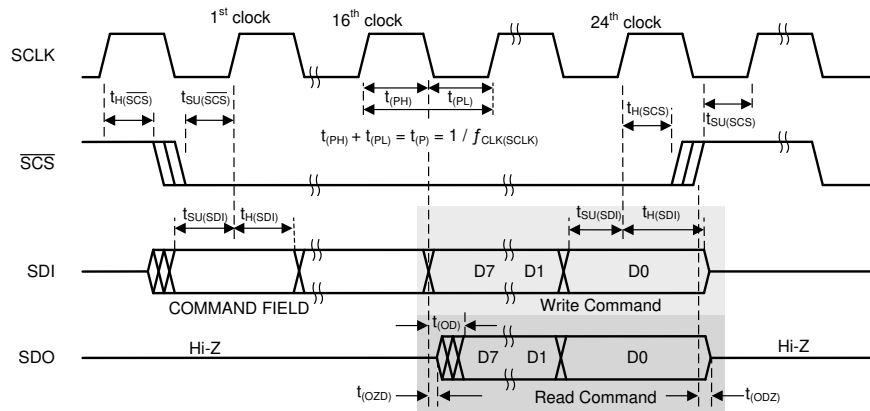 1st clock 16th clock 24th clock
SCLK
tH(SCS) tSU(SCS) t(PH) t(PL) tH(SCS) tSU(SCS)
t(PH) + t(PL) = t(P) = 1 / fCLK(SCLK)
SCS
tSU(SDI) tH(SDI) tSU(SDI) tH(SDI)
SDI D7 D1 D0
COMMAND FIELD Write Command
t(OD)
SDO Hi-Z D7 D1 D0 Hi-Z
t(OZD) Read Command t(ODZ)